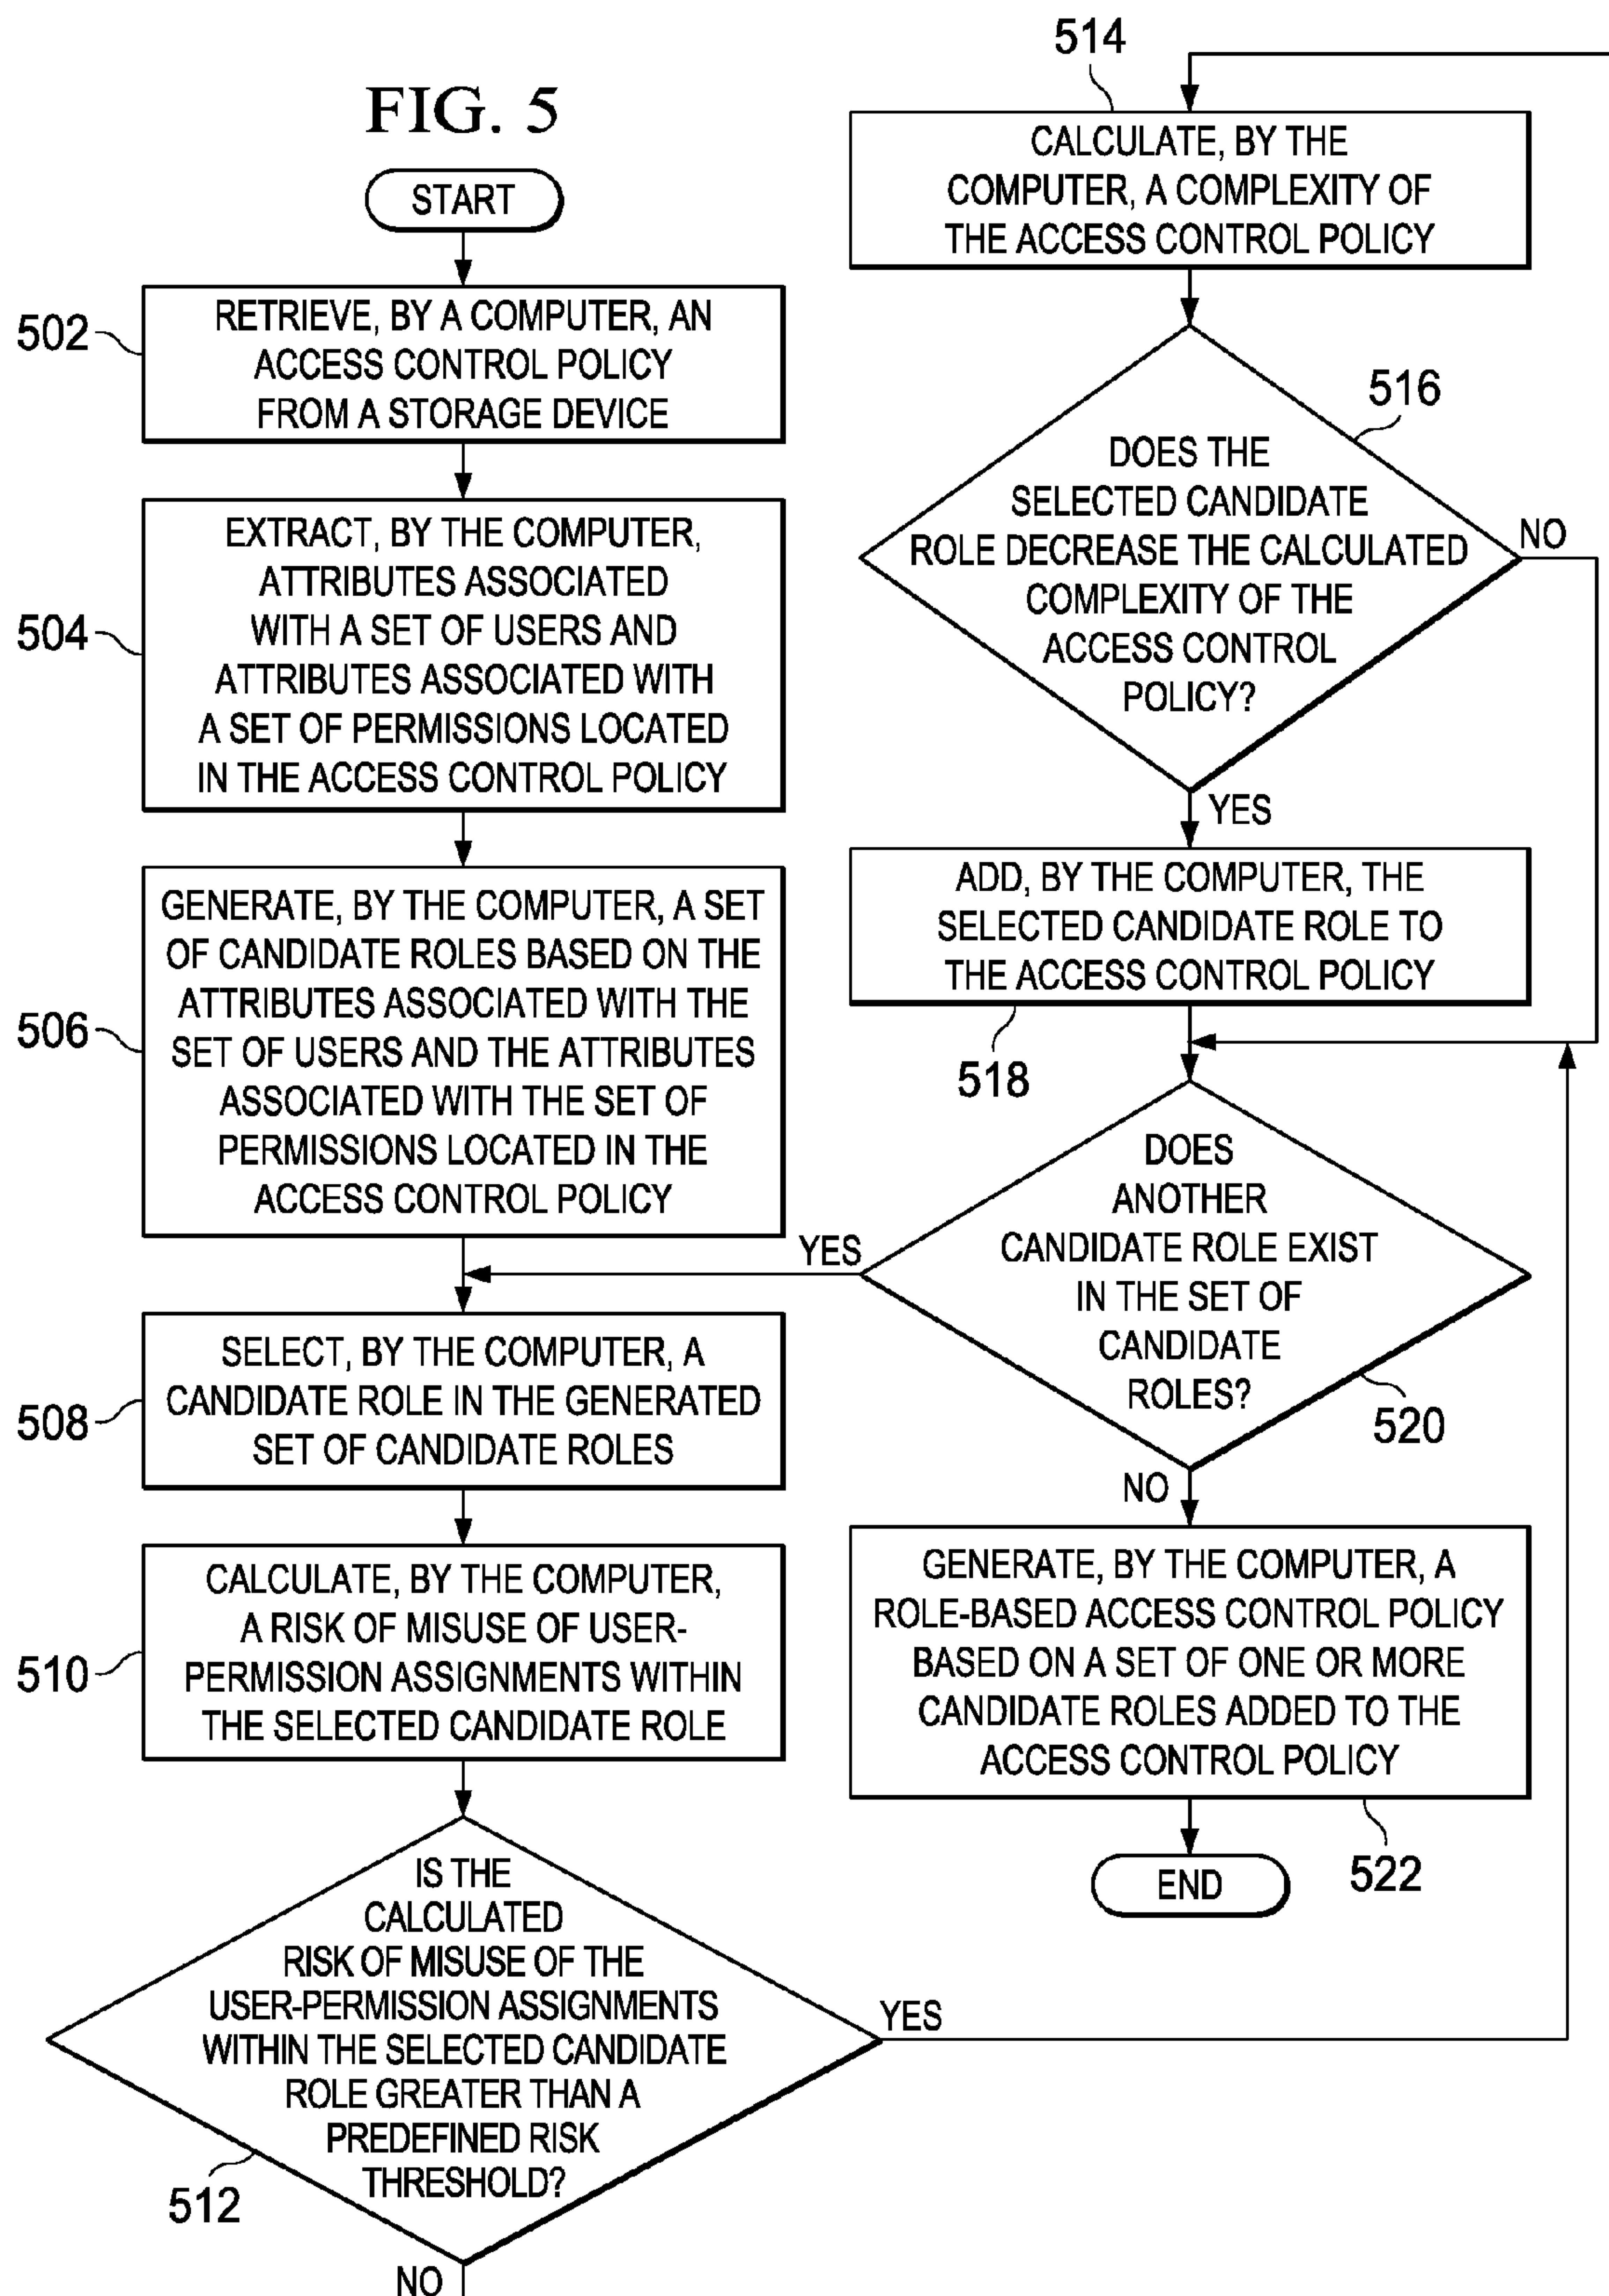 FIG. 5
START
502
RETRIEVE, BY A COMPUTER, AN
ACCESS CONTROL POLICY
FROM A STORAGE DEVICE
504
EXTRACT, BY THE COMPUTER,
ATTRIBUTES ASSOCIATED
WITH A SET OF USERS AND
ATTRIBUTES ASSOCIATED WITH
A SET OF PERMISSIONS LOCATED
IN THE ACCESS CONTROL POLICY
506
GENERATE, BY THE COMPUTER, A SET
OF CANDIDATE ROLES BASED ON THE
ATTRIBUTES ASSOCIATED WITH THE
SET OF USERS AND THE ATTRIBUTES
ASSOCIATED WITH THE SET OF
PERMISSIONS LOCATED IN THE
ACCESS CONTROL POLICY
508
SELECT, BY THE COMPUTER, A
CANDIDATE ROLE IN THE GENERATED
SET OF CANDIDATE ROLES
510
CALCULATE, BY THE COMPUTER,
A RISK OF MISUSE OF USER-
PERMISSION ASSIGNMENTS WITHIN
THE SELECTED CANDIDATE ROLE
IS THE
CALCULATED
RISK OF MISUSE OF THE
USER-PERMISSION ASSIGNMENTS
WITHIN THE SELECTED CANDIDATE
ROLE GREATER THAN A
PREDEFINED RISK
THRESHOLD?
512
YES
NO
514
CALCULATE, BY THE
COMPUTER, A COMPLEXITY OF
THE ACCESS CONTROL POLICY
516
DOES THE
SELECTED CANDIDATE
ROLE DECREASE THE CALCULATED
COMPLEXITY OF THE
ACCESS CONTROL
POLICY?
NO
YES
ADD, BY THE COMPUTER, THE
SELECTED CANDIDATE ROLE TO
THE ACCESS CONTROL POLICY
518
DOES
ANOTHER
CANDIDATE ROLE EXIST
IN THE SET OF
CANDIDATE
ROLES?
YES
520
NO
GENERATE, BY THE COMPUTER, A
ROLE-BASED ACCESS CONTROL POLICY
BASED ON A SET OF ONE OR MORE
CANDIDATE ROLES ADDED TO THE
ACCESS CONTROL POLICY
522
END